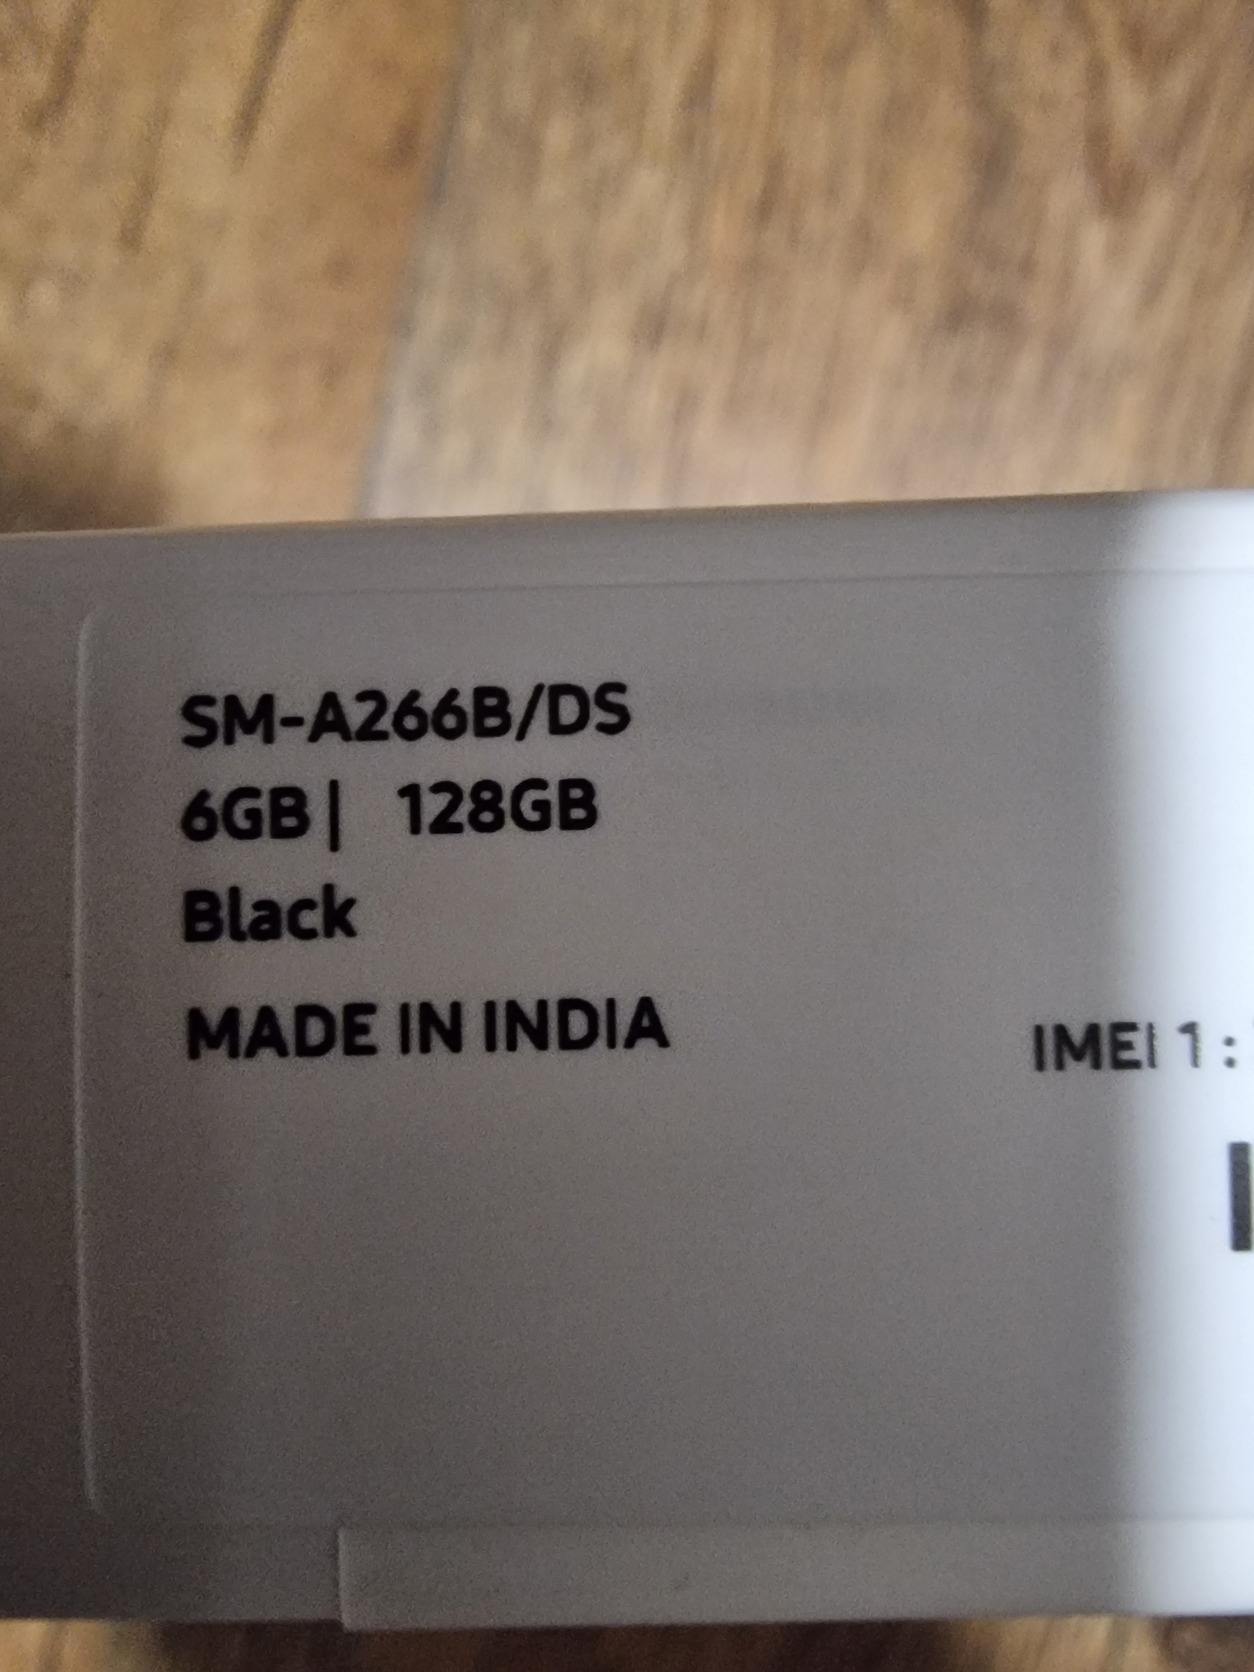 SM-A266B/DS
6GB| 128GB
Black
MADE IN INDIA
IMEI 1 :